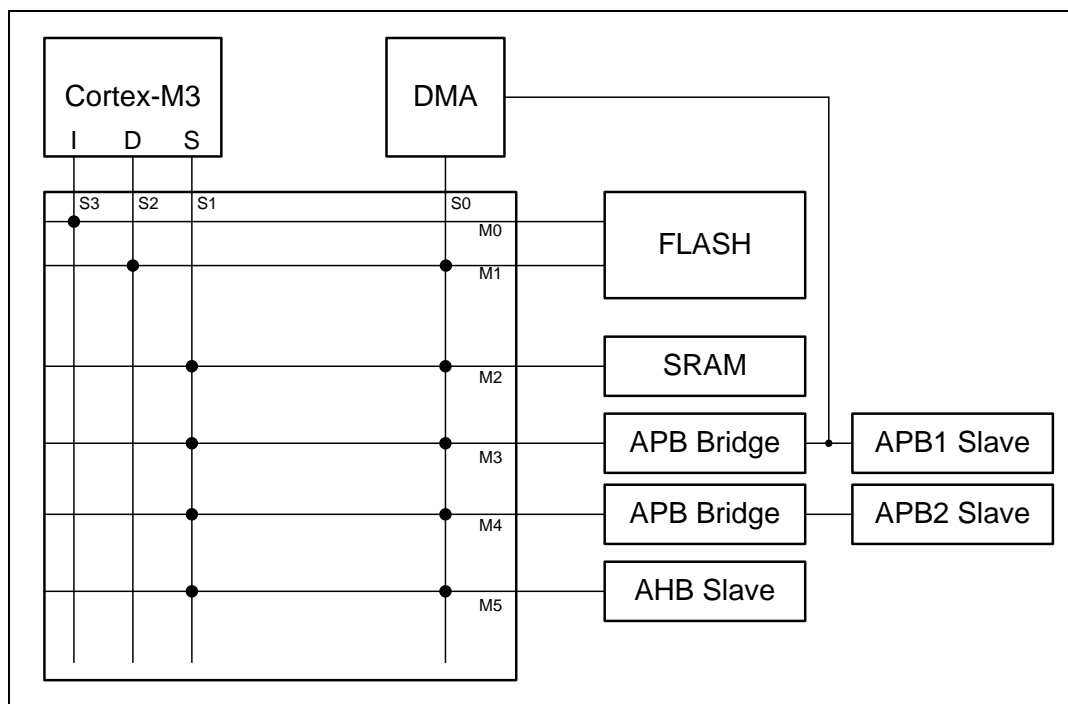 Cortex-M3
I D S
DMA
S3 S2 S1 S0
M0
FLASH
M1
SRAM
M2
APB Bridge
APB1 Slave
M3
APB Bridge
APB2 Slave
M4
AHB Slave
M5